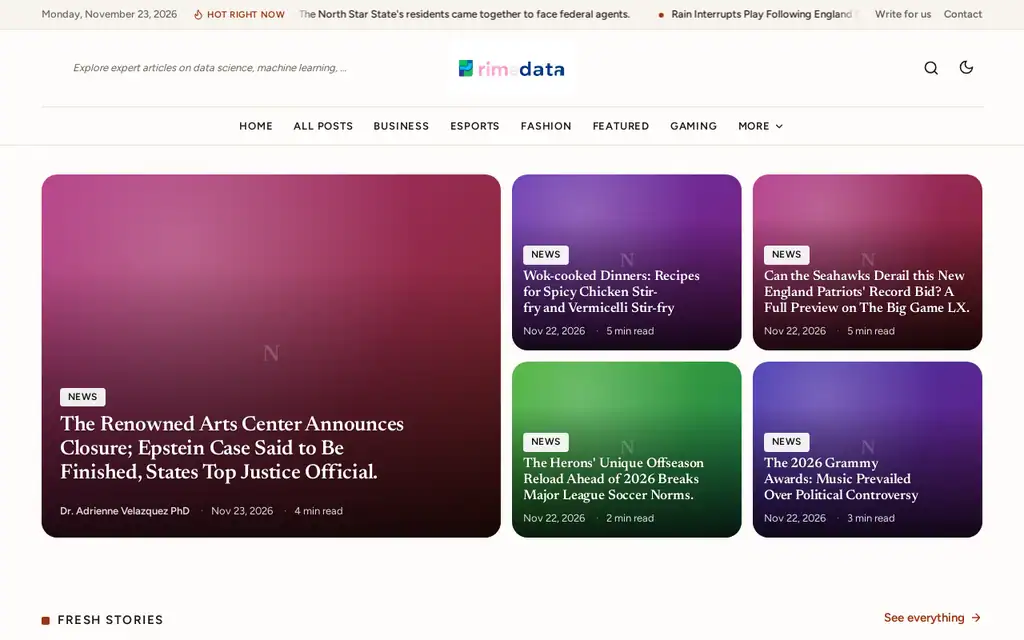 Monday, November 23, 2026
HOT RIGHT NOW
The North Star State's residents came together to face federal agents.
Rain Interrupts Play Following England
Write for us
Contact
Explore expert articles on data science, machine learning, ...
rimedata
HOME
ALL POSTS
BUSINESS
ESPORTS
FASHION
FEATURED
GAMING
MORE
N
NEWS
The Renowned Arts Center Announces
Closure; Epstein Case Said to Be
Finished, States Top Justice Official.
Dr. Adrienne Velazquez PhD · Nov 23, 2026 · 4 min read
N
NEWS
Wok-cooked Dinners: Recipes
for Spicy Chicken Stir-
fry and Vermicelli Stir-fry
Nov 22, 2026 · 5 min read
N
NEWS
Can the Seahawks Derail this New
England Patriots' Record Bid? A
Full Preview on The Big Game LX.
Nov 22, 2026 · 5 min read
N
NEWS
The Herons' Unique Offseason
Reload Ahead of 2026 Breaks
Major League Soccer Norms.
Nov 22, 2026 · 2 min read
N
NEWS
The 2026 Grammy
Awards: Music Prevailed
Over Political Controversy
Nov 22, 2026 · 3 min read
FRESH STORIES
See everything →